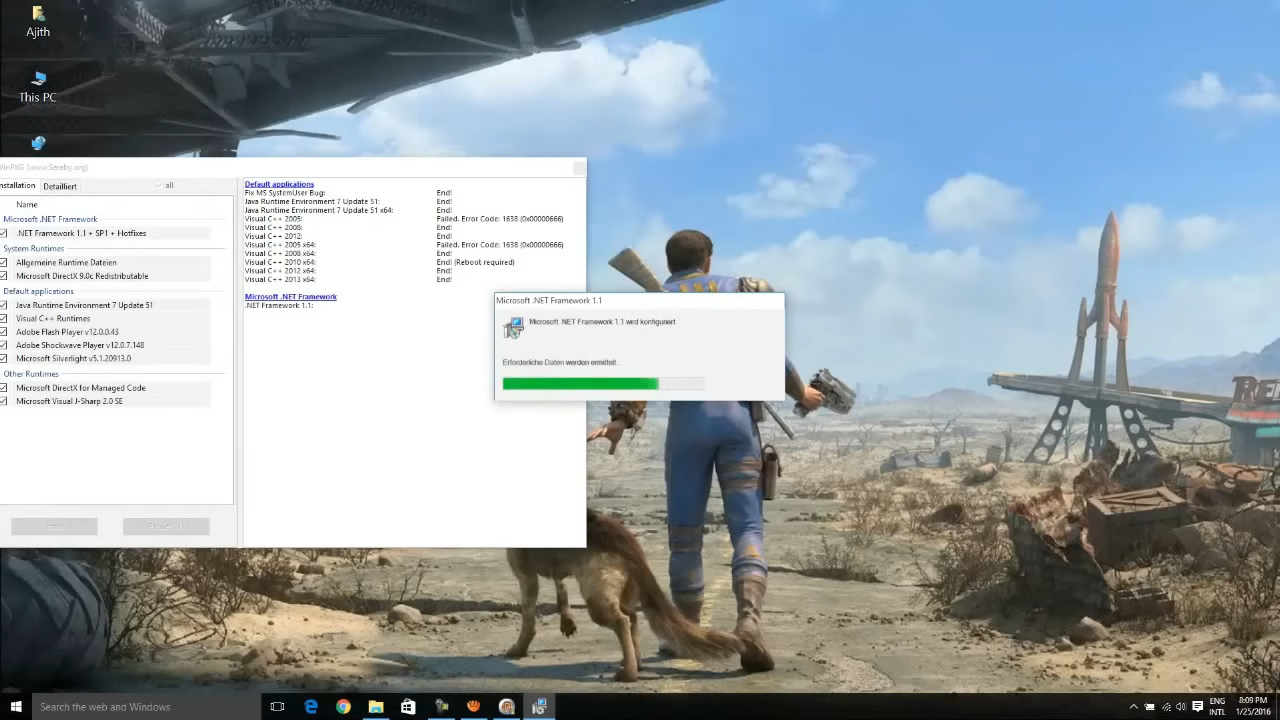 Ajith
This PC
WinPKG (www.Sereby.org)
Installation
Detailliert
all
Name
Microsoft .NET Framework
.NET Framework 1.1 + SP1 + Hotfixes
System Runtimes
Allgemeine Runtime Dateien
Microsoft DirectX 9.0c Redistributable
Default applications
Java Runtime Environment 7 Update 51
Visual C++ Runtimes
Adobe Flash Player v12.0.0.43
Adobe Shockwave Player v12.0.7.148
Microsoft Silverlight v5.1.20913.0
Other Runtimes
Microsoft DirectX for Managed Code
Microsoft Visual J-Sharp 2.0 SE
Default applications
Fix MS SystemUser Bug: End!
Java Runtime Environment 7 Update 51: End!
Java Runtime Environment 7 Update 51 x64: End!
Visual C++ 2005: Failed. Error Code: 1638 (0x00000666)
Visual C++ 2008: End!
Visual C++ 2012: End!
Visual C++ 2005 x64: Failed. Error Code: 1638 (0x00000666)
Visual C++ 2008 x64: End!
Visual C++ 2010 x64: End! (Reboot required)
Visual C++ 2012 x64: End!
Visual C++ 2013 x64: End!
Microsoft .NET Framework
.NET Framework 1.1:
Microsoft .NET Framework 1.1
Microsoft .NET Framework 1.1 wird konfiguriert
Erforderliche Daten werden ermittelt.
RE
Search the web and Windows
ENG
INTL
8:09 PM
1/25/2016